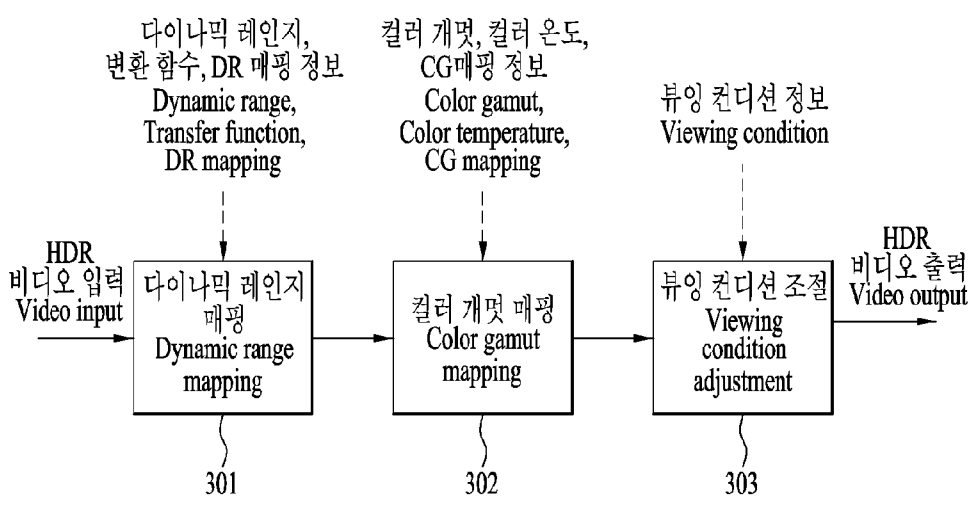 다이나믹 레인지,
변환 함수, DR 매핑 정보
Dynamic range,
Transfer function,
DR mapping
컬러 개멋, 컬러 온도,
CG매핑 정보
Color gamut,
Color temperature,
CG mapping
뷰잉 컨디션 정보
Viewing condition
HDR
비디오 입력
Video input
다이나믹 레인지
매핑
Dynamic range
mapping
컬러 개멋 매핑
Color gamut
mapping
뷰잉 컨디션 조절
Viewing
condition
adjustment
HDR
비디오 출력
Video output
301
302
303